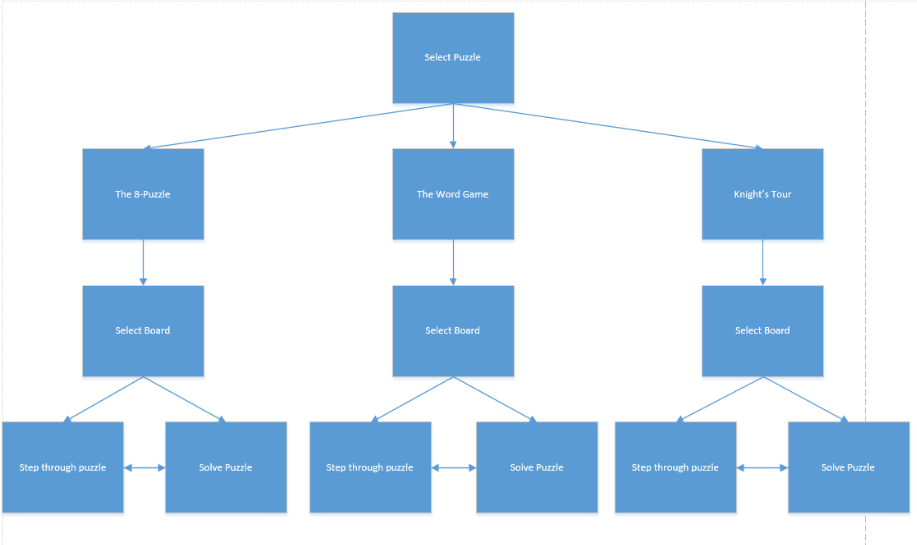 Select Puzzle
The 8-Puzzle
The Word Game
Knight's Tour
Select Board
Select Board
Select Board
Step through puzzle
Solve Puzzle
Step through puzzle
Solve Puzzle
Step through puzzle
Solve Puzzle